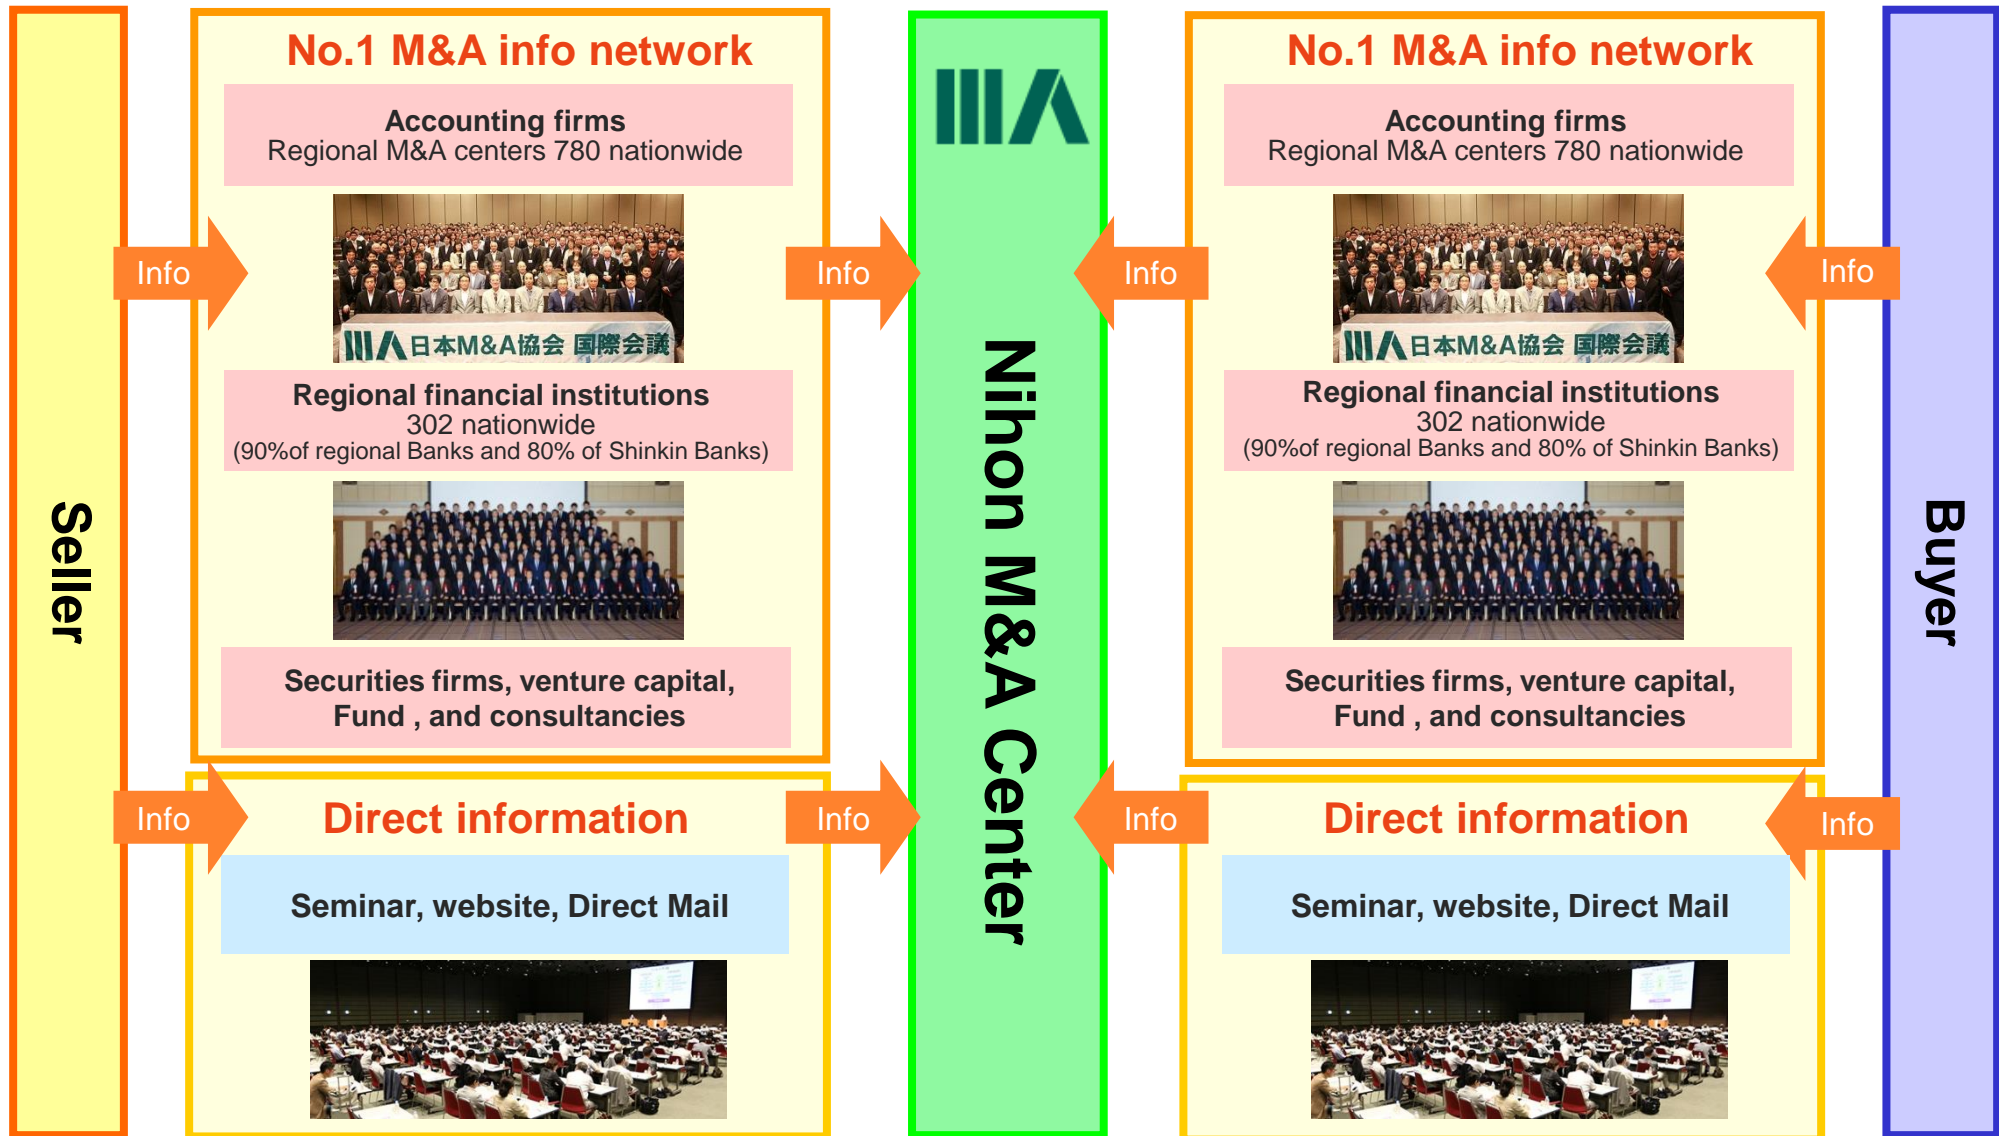 Seller
No.1 M&A info network
Accounting firms
Regional M&A centers 780 nationwide
日本M&A協会 国際会議
Regional financial institutions
302 nationwide
(90%of regional Banks and 80% of Shinkin Banks)
Securities firms, venture capital,
Fund , and consultancies
Info
Info
Info
Info
Direct information
Seminar, website, Direct Mail
Nihon M&A Center
No.1 M&A info network
Accounting firms
Regional M&A centers 780 nationwide
日本M&A協会 国際会議
Regional financial institutions
302 nationwide
(90%of regional Banks and 80% of Shinkin Banks)
Securities firms, venture capital,
Fund , and consultancies
Info
Info
Info
Info
Direct information
Seminar, website, Direct Mail
Buyer